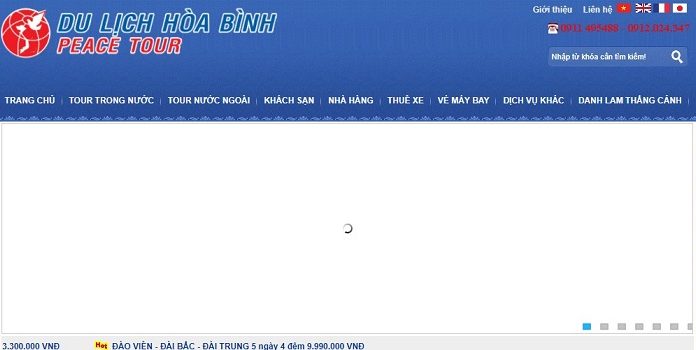 DU LỊCH HÒA BÌNH
PEACE TOUR
Giới thiệu Liên hệ
0911 495488 - 0912.024.547
Nhập từ khóa cần tìm kiếm!
TRANG CHỦ TOUR TRONG NƯỚC TOUR NƯỚC NGOÀI KHÁCH SẠN NHÀ HÀNG THUÊ XE VÉ MÁY BAY DỊCH VỤ KHÁC DANH LAM THẮNG CẢNH
3.300.000 VNĐ Hot ĐÀO VIÊN - ĐÀI BẮC - ĐÀI TRUNG 5 ngày 4 đêm 9.990.000 VNĐ